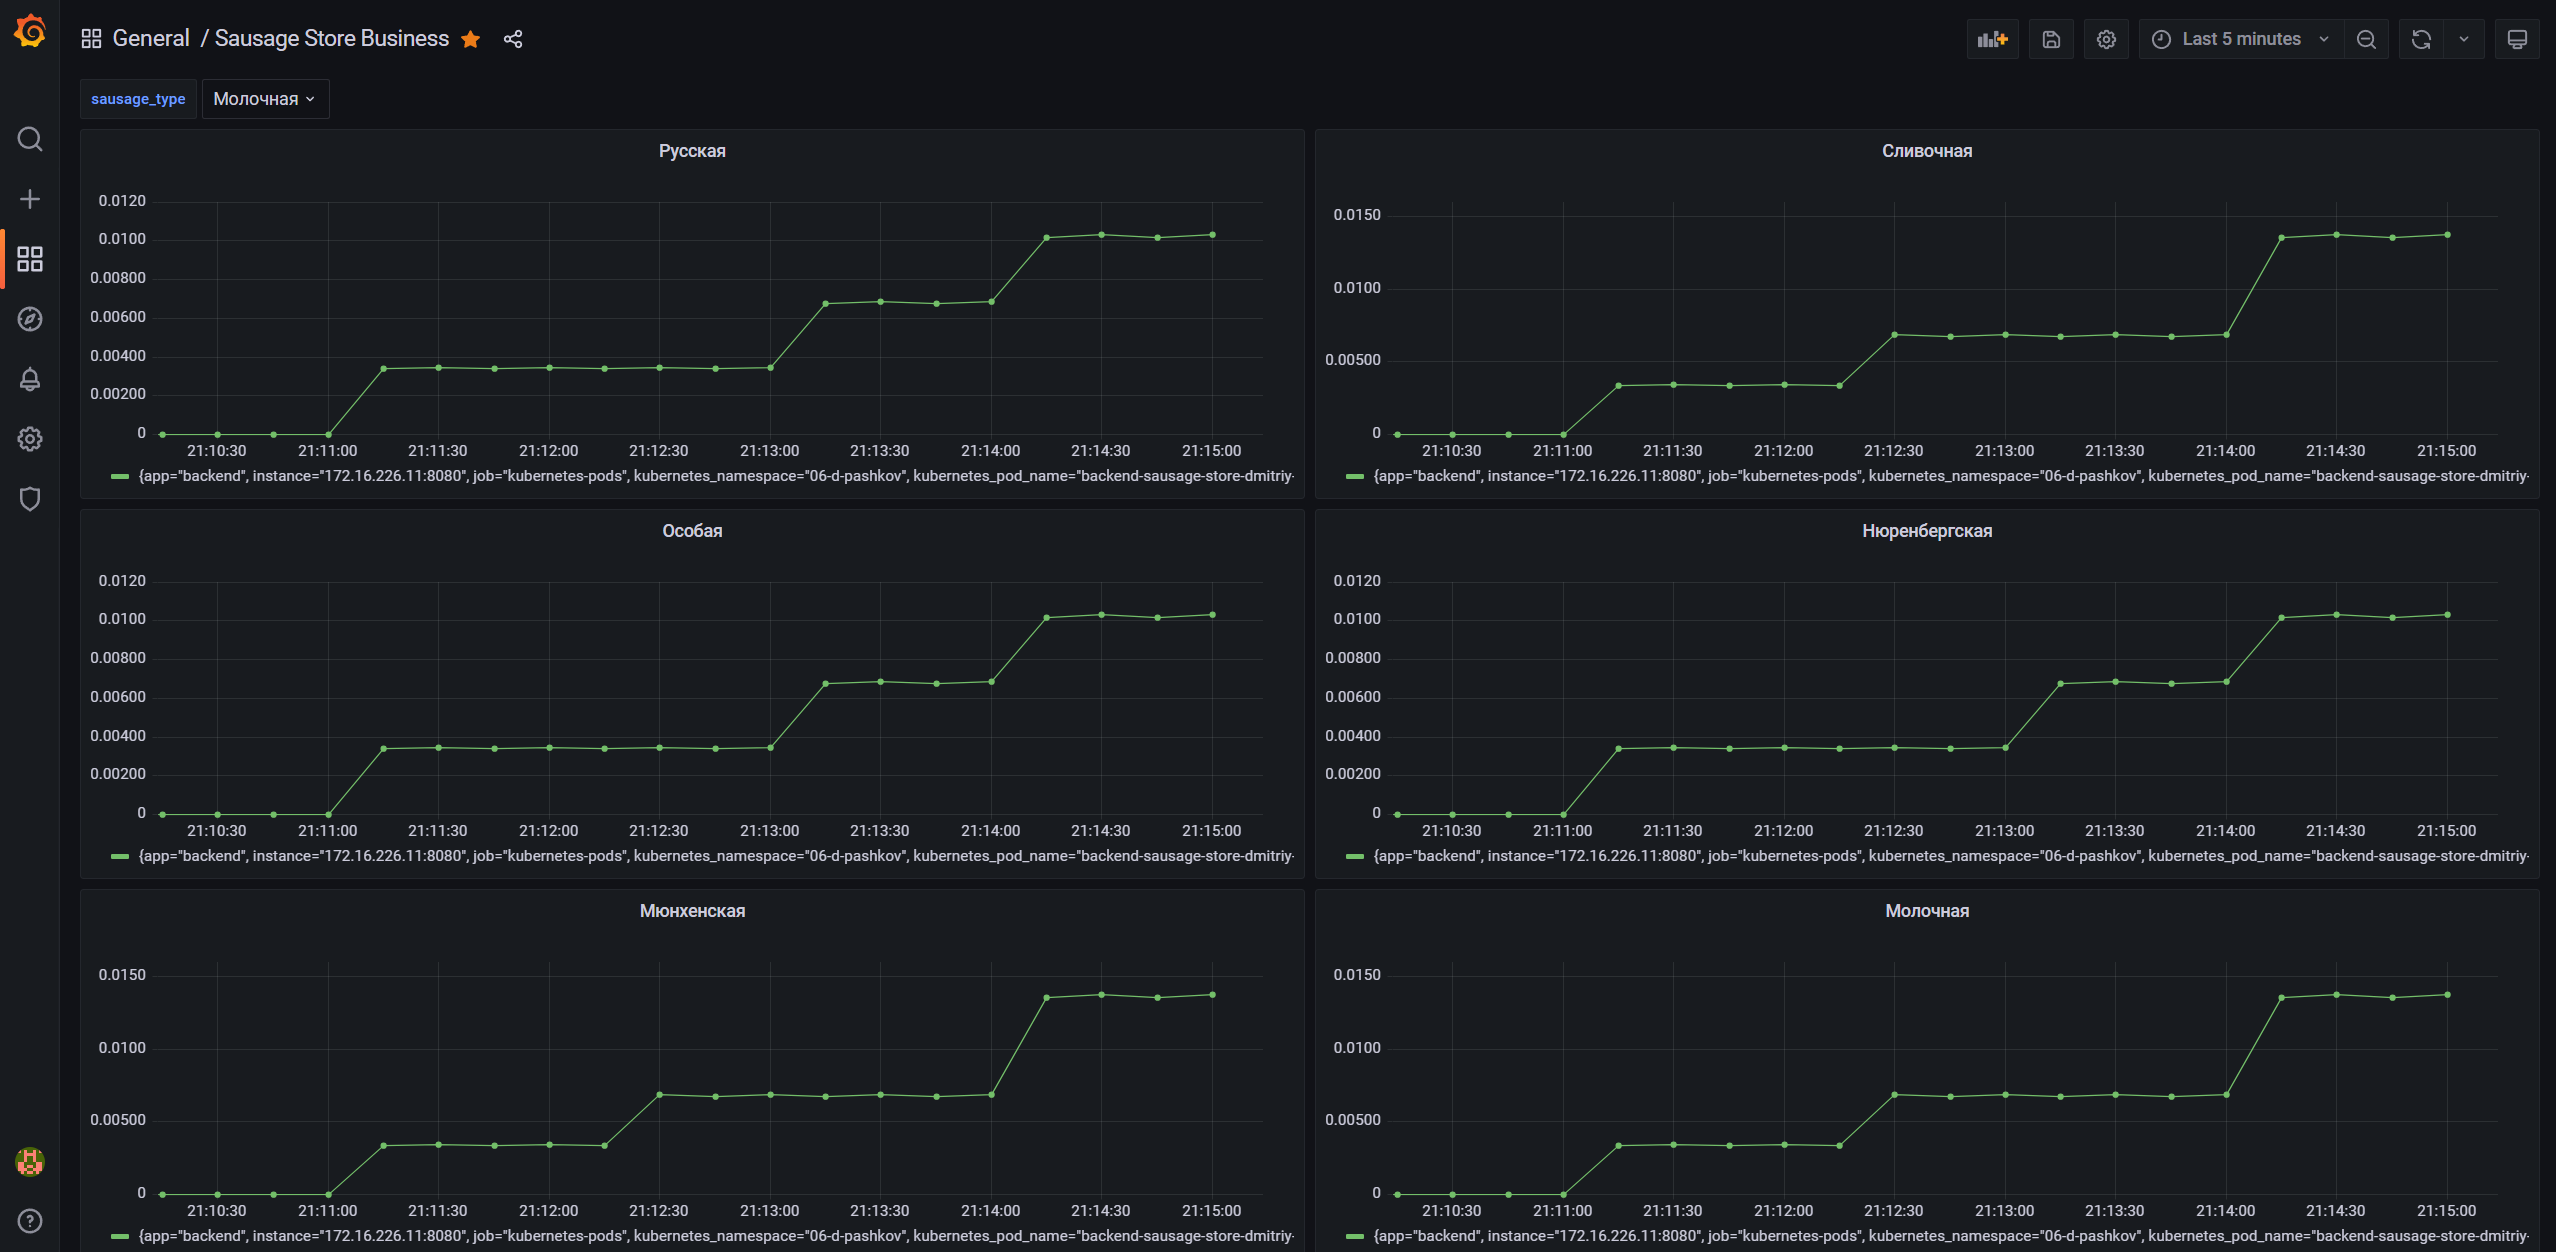 General / Sausage Store Business
Last 5 minutes
sausage_type
Молочная
Русская
0.0120
0.0100
0.00800
0.00600
0.00400
0.00200
0
21:10:30 21:11:00 21:11:30 21:12:00 21:12:30 21:13:00 21:13:30 21:14:00 21:14:30 21:15:00
{app="backend", instance="172.16.226.11:8080", job="kubernetes-pods", kubernetes_namespace="06-d-pashkov", kubernetes_pod_name="backend-sausage-store-dmitriy-
Сливочная
0.0150
0.0100
0.00500
0
21:10:30 21:11:00 21:11:30 21:12:00 21:12:30 21:13:00 21:13:30 21:14:00 21:14:30 21:15:00
{app="backend", instance="172.16.226.11:8080", job="kubernetes-pods", kubernetes_namespace="06-d-pashkov", kubernetes_pod_name="backend-sausage-store-dmitriy-
Особая
0.0120
0.0100
0.00800
0.00600
0.00400
0.00200
0
21:10:30 21:11:00 21:11:30 21:12:00 21:12:30 21:13:00 21:13:30 21:14:00 21:14:30 21:15:00
{app="backend", instance="172.16.226.11:8080", job="kubernetes-pods", kubernetes_namespace="06-d-pashkov", kubernetes_pod_name="backend-sausage-store-dmitriy-
Нюренбергская
0.0120
0.0100
0.00800
0.00600
0.00400
0.00200
0
21:10:30 21:11:00 21:11:30 21:12:00 21:12:30 21:13:00 21:13:30 21:14:00 21:14:30 21:15:00
{app="backend", instance="172.16.226.11:8080", job="kubernetes-pods", kubernetes_namespace="06-d-pashkov", kubernetes_pod_name="backend-sausage-store-dmitriy-
Мюнхенская
0.0150
0.0100
0.00500
0
21:10:30 21:11:00 21:11:30 21:12:00 21:12:30 21:13:00 21:13:30 21:14:00 21:14:30 21:15:00
{app="backend", instance="172.16.226.11:8080", job="kubernetes-pods", kubernetes_namespace="06-d-pashkov", kubernetes_pod_name="backend-sausage-store-dmitriy-
Молочная
0.0150
0.0100
0.00500
0
21:10:30 21:11:00 21:11:30 21:12:00 21:12:30 21:13:00 21:13:30 21:14:00 21:14:30 21:15:00
{app="backend", instance="172.16.226.11:8080", job="kubernetes-pods", kubernetes_namespace="06-d-pashkov", kubernetes_pod_name="backend-sausage-store-dmitriy-